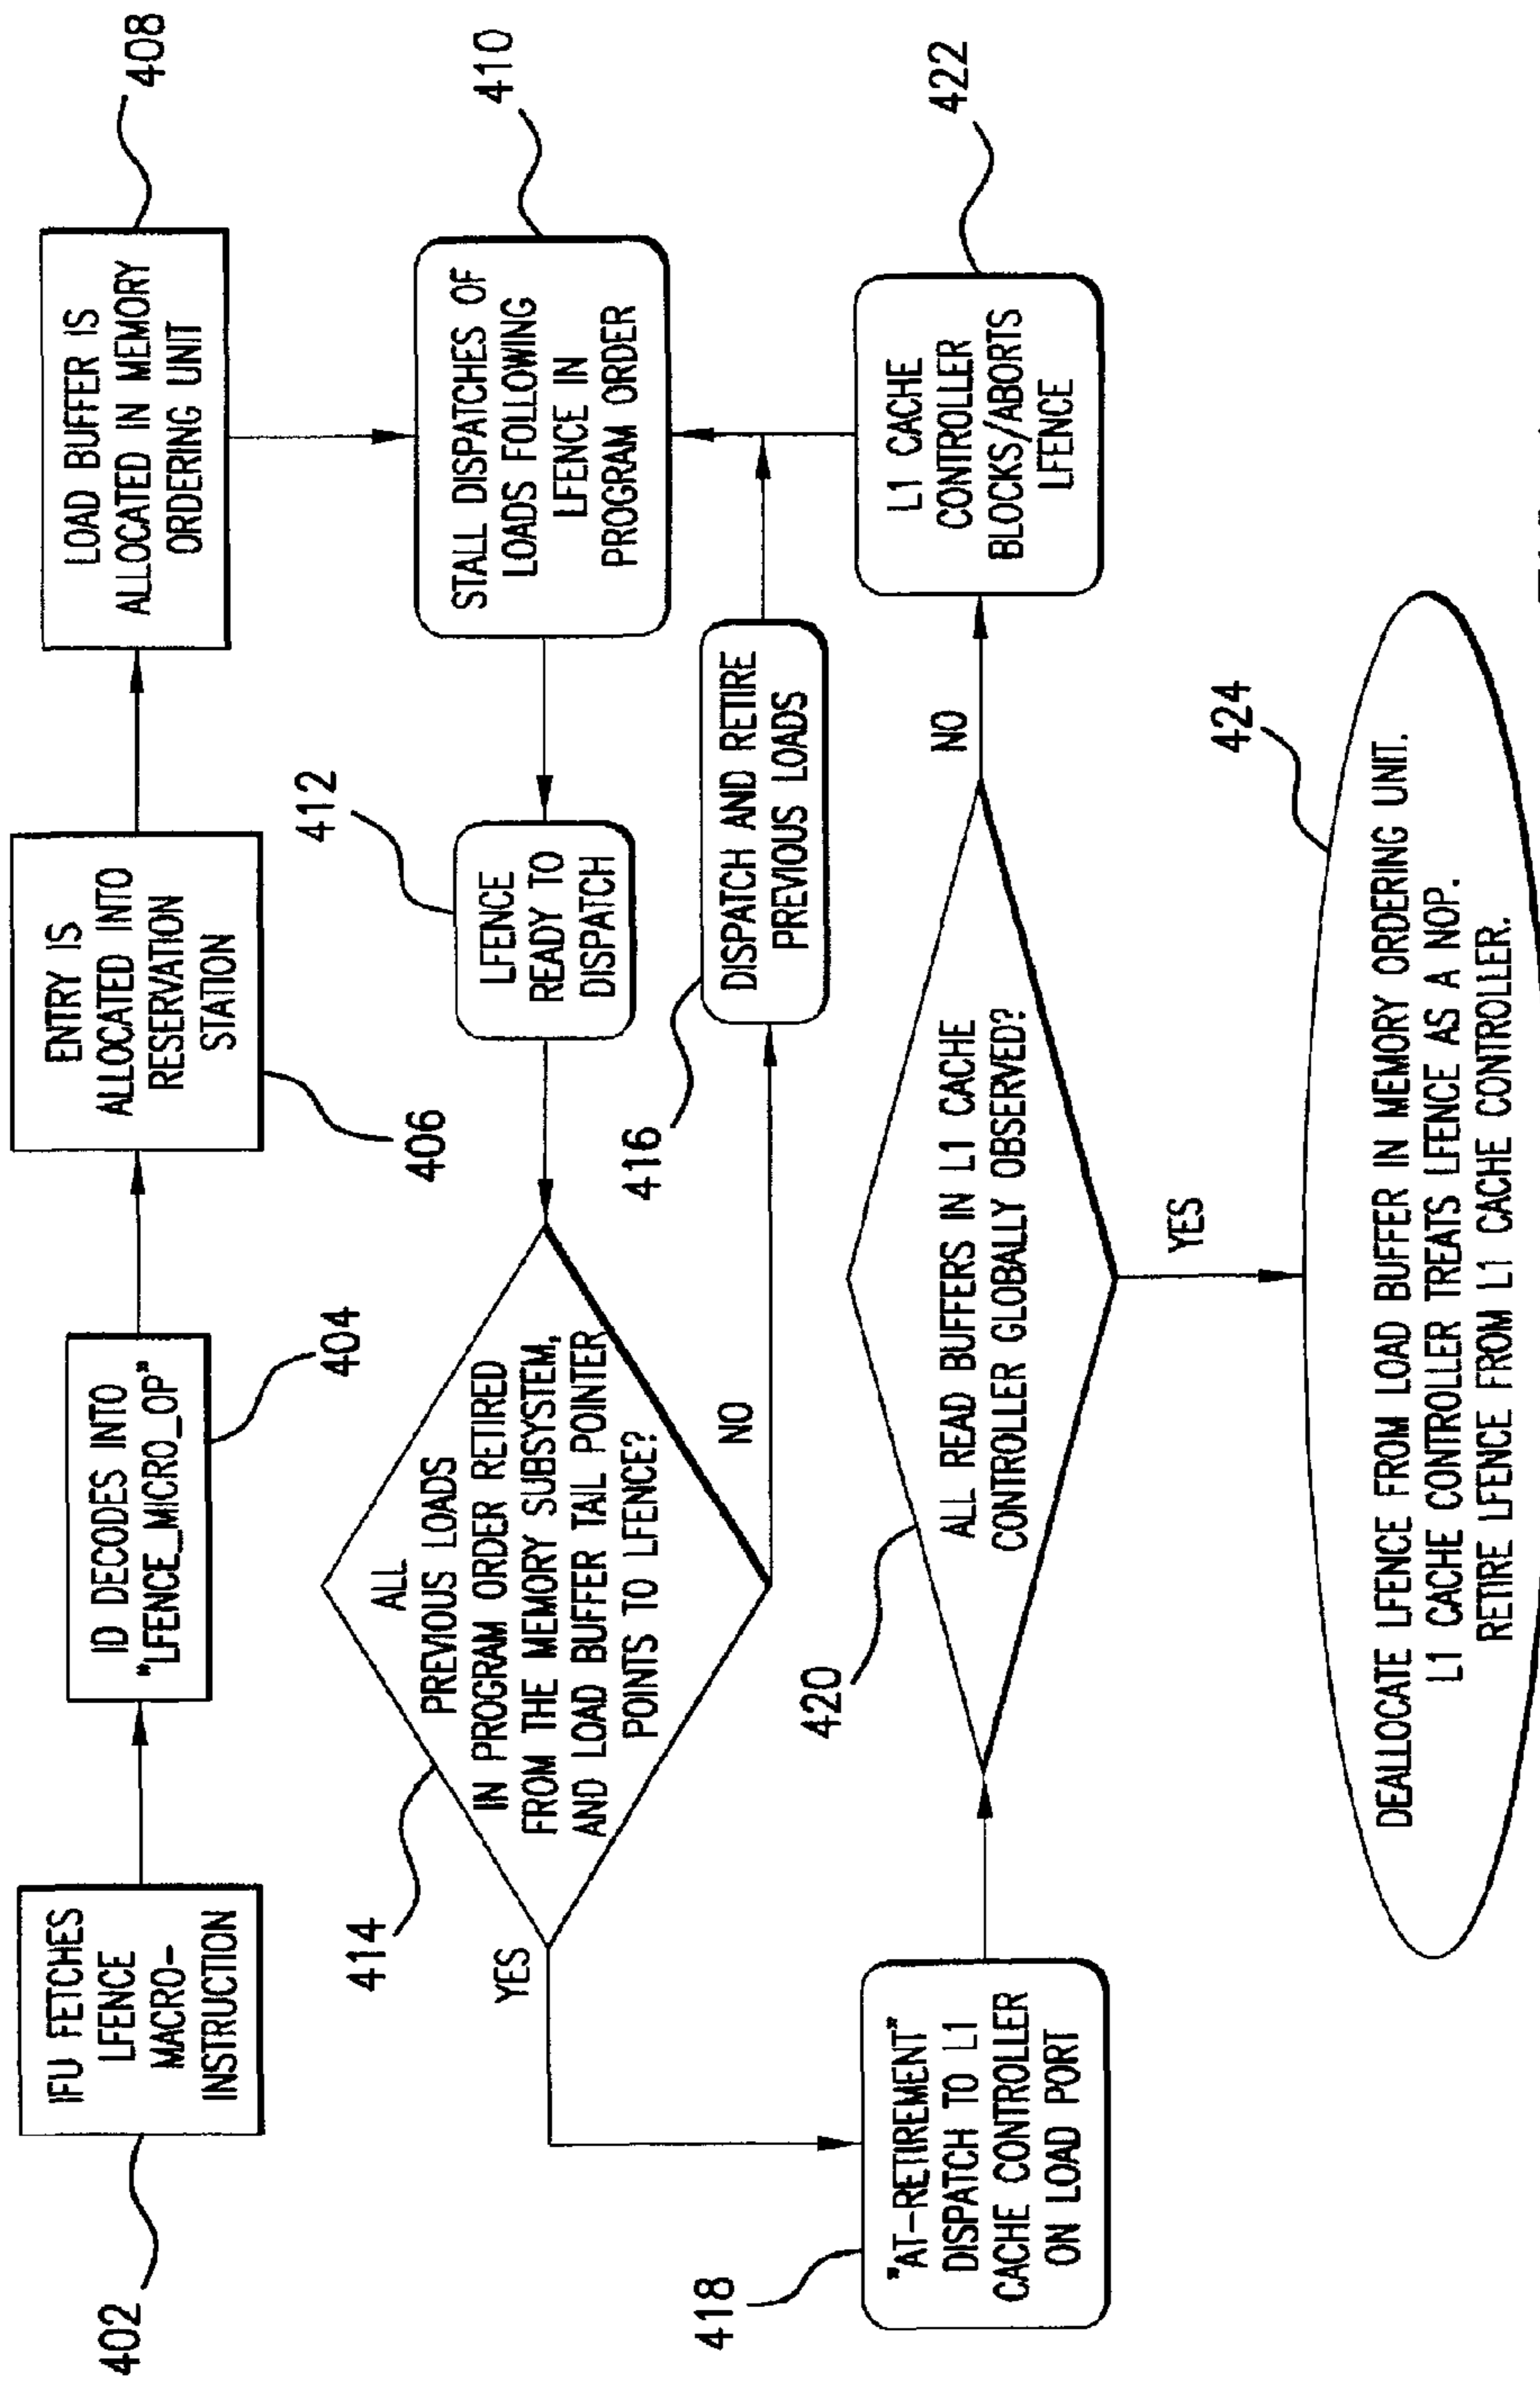 IFU FETCHES
LFENCE
MACRO-
INSTRUCTION
402
ID DECODES INTO
"LFENCE_MICRO_OP"
404
ENTRY IS
ALLOCATED INTO
RESERVATION
STATION
406
LOAD BUFFER IS
ALLOCATED IN MEMORY
ORDERING UNIT
408
STALL DISPATCHES OF
LOADS FOLLOWING
LFENCE IN
PROGRAM ORDER
410
LFENCE
READY TO
DISPATCH
412
ALL
PREVIOUS LOADS
IN PROGRAM ORDER RETIRED
FROM THE MEMORY SUBSYSTEM,
AND LOAD BUFFER TAIL POINTER
POINTS TO LFENCE?
414
YES
NO
DISPATCH AND RETIRE
PREVIOUS LOADS
416
"AT-RETIREMENT"
DISPATCH TO L1
CACHE CONTROLLER
ON LOAD PORT
418
ALL READ BUFFERS IN L1 CACHE
CONTROLLER GLOBALLY OBSERVED?
420
NO
YES
L1 CACHE
CONTROLLER
BLOCKS/ABORTS
LFENCE
422
DEALLOCATE LFENCE FROM LOAD BUFFER IN MEMORY ORDERING UNIT.
L1 CACHE CONTROLLER TREATS LFENCE AS A NOP.
RETIRE LFENCE FROM L1 CACHE CONTROLLER.
424